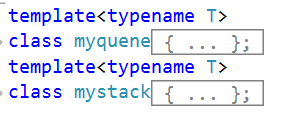 template<typename T>
class myquene{ ... };
template<typename T>
class mystack{ ... };